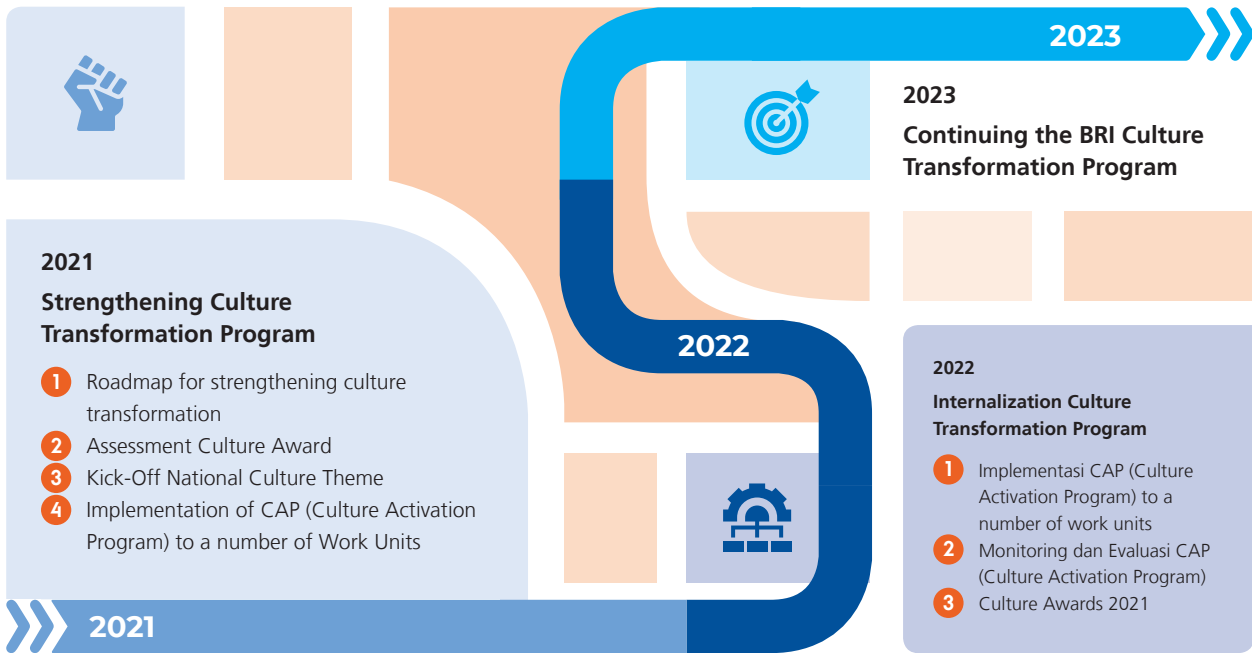 2023
2023
Continuing the BRI Culture
Transformation Program
2021
Strengthening Culture
Transformation Program
1 Roadmap for strengthening culture
transformation
2 Assessment Culture Award
3 Kick-Off National Culture Theme
4 Implementation of CAP (Culture Activation
Program) to a number of Work Units
2021
2022
2022
Internalization Culture
Transformation Program
1 Implementasi CAP (Culture
Activation Program) to a
number of work units
2 Monitoring dan Evaluasi CAP
(Culture Activation Program)
3 Culture Awards 2021